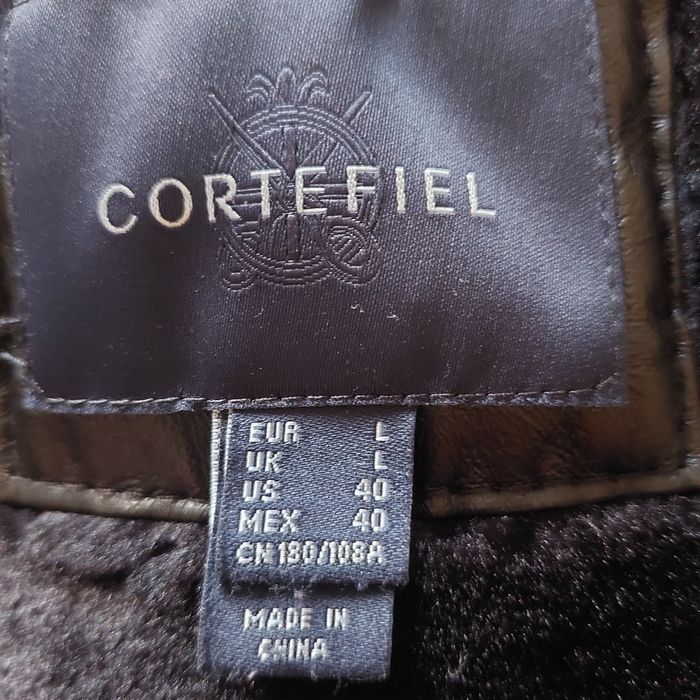 CORTEFIEL
EUR L
UK L
US 40
MEX 40
CN 180/108A
MADE IN
CHINA